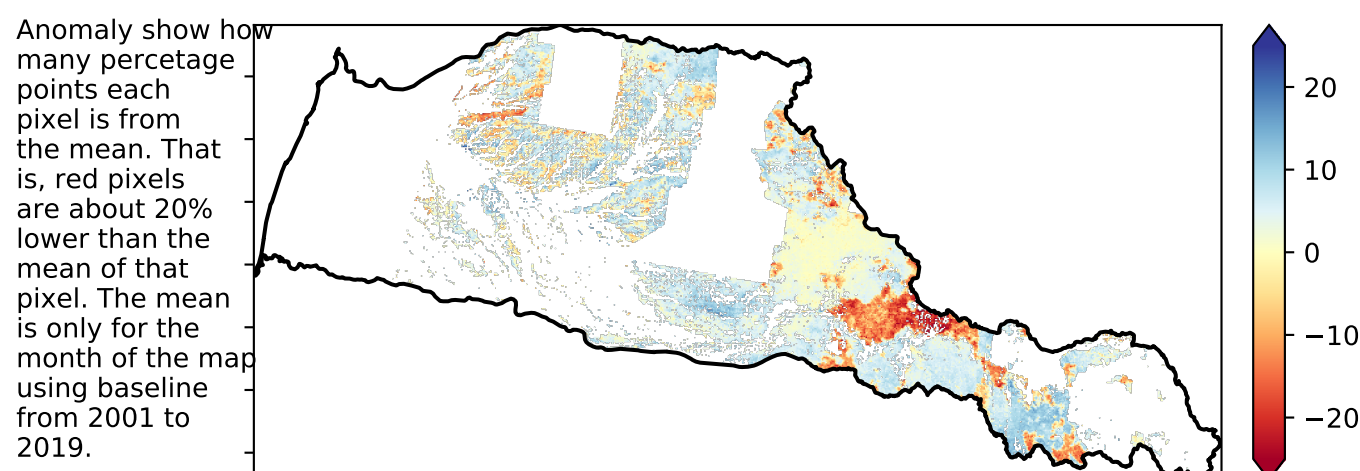 Anomaly show how
many percetage
points each
pixel is from
the mean. That
is, red pixels
are about 20%
lower than the
mean of that
pixel. The mean
is only for the
month of the map
using baseline
from 2001 to
2019.
20
10
0
−10
−20